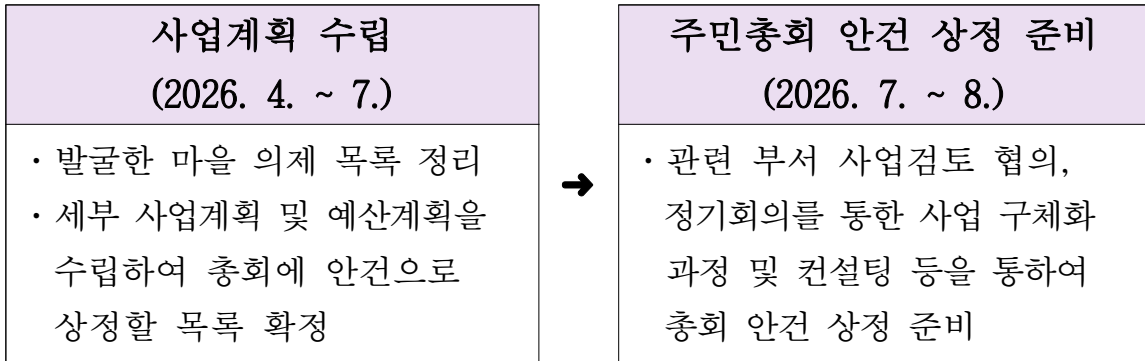 사업계획 수립
(2026. 4. ~ 7.)
· 발굴한 마을 의제 목록 정리
· 세부 사업계획 및 예산계획을
수립하여 총회에 안건으로
상정할 목록 확정
➜
주민총회 안건 상정 준비
(2026. 7. ~ 8.)
· 관련 부서 사업검토 협의,
정기회의를 통한 사업 구체화
과정 및 컨설팅 등을 통하여
총회 안건 상정 준비